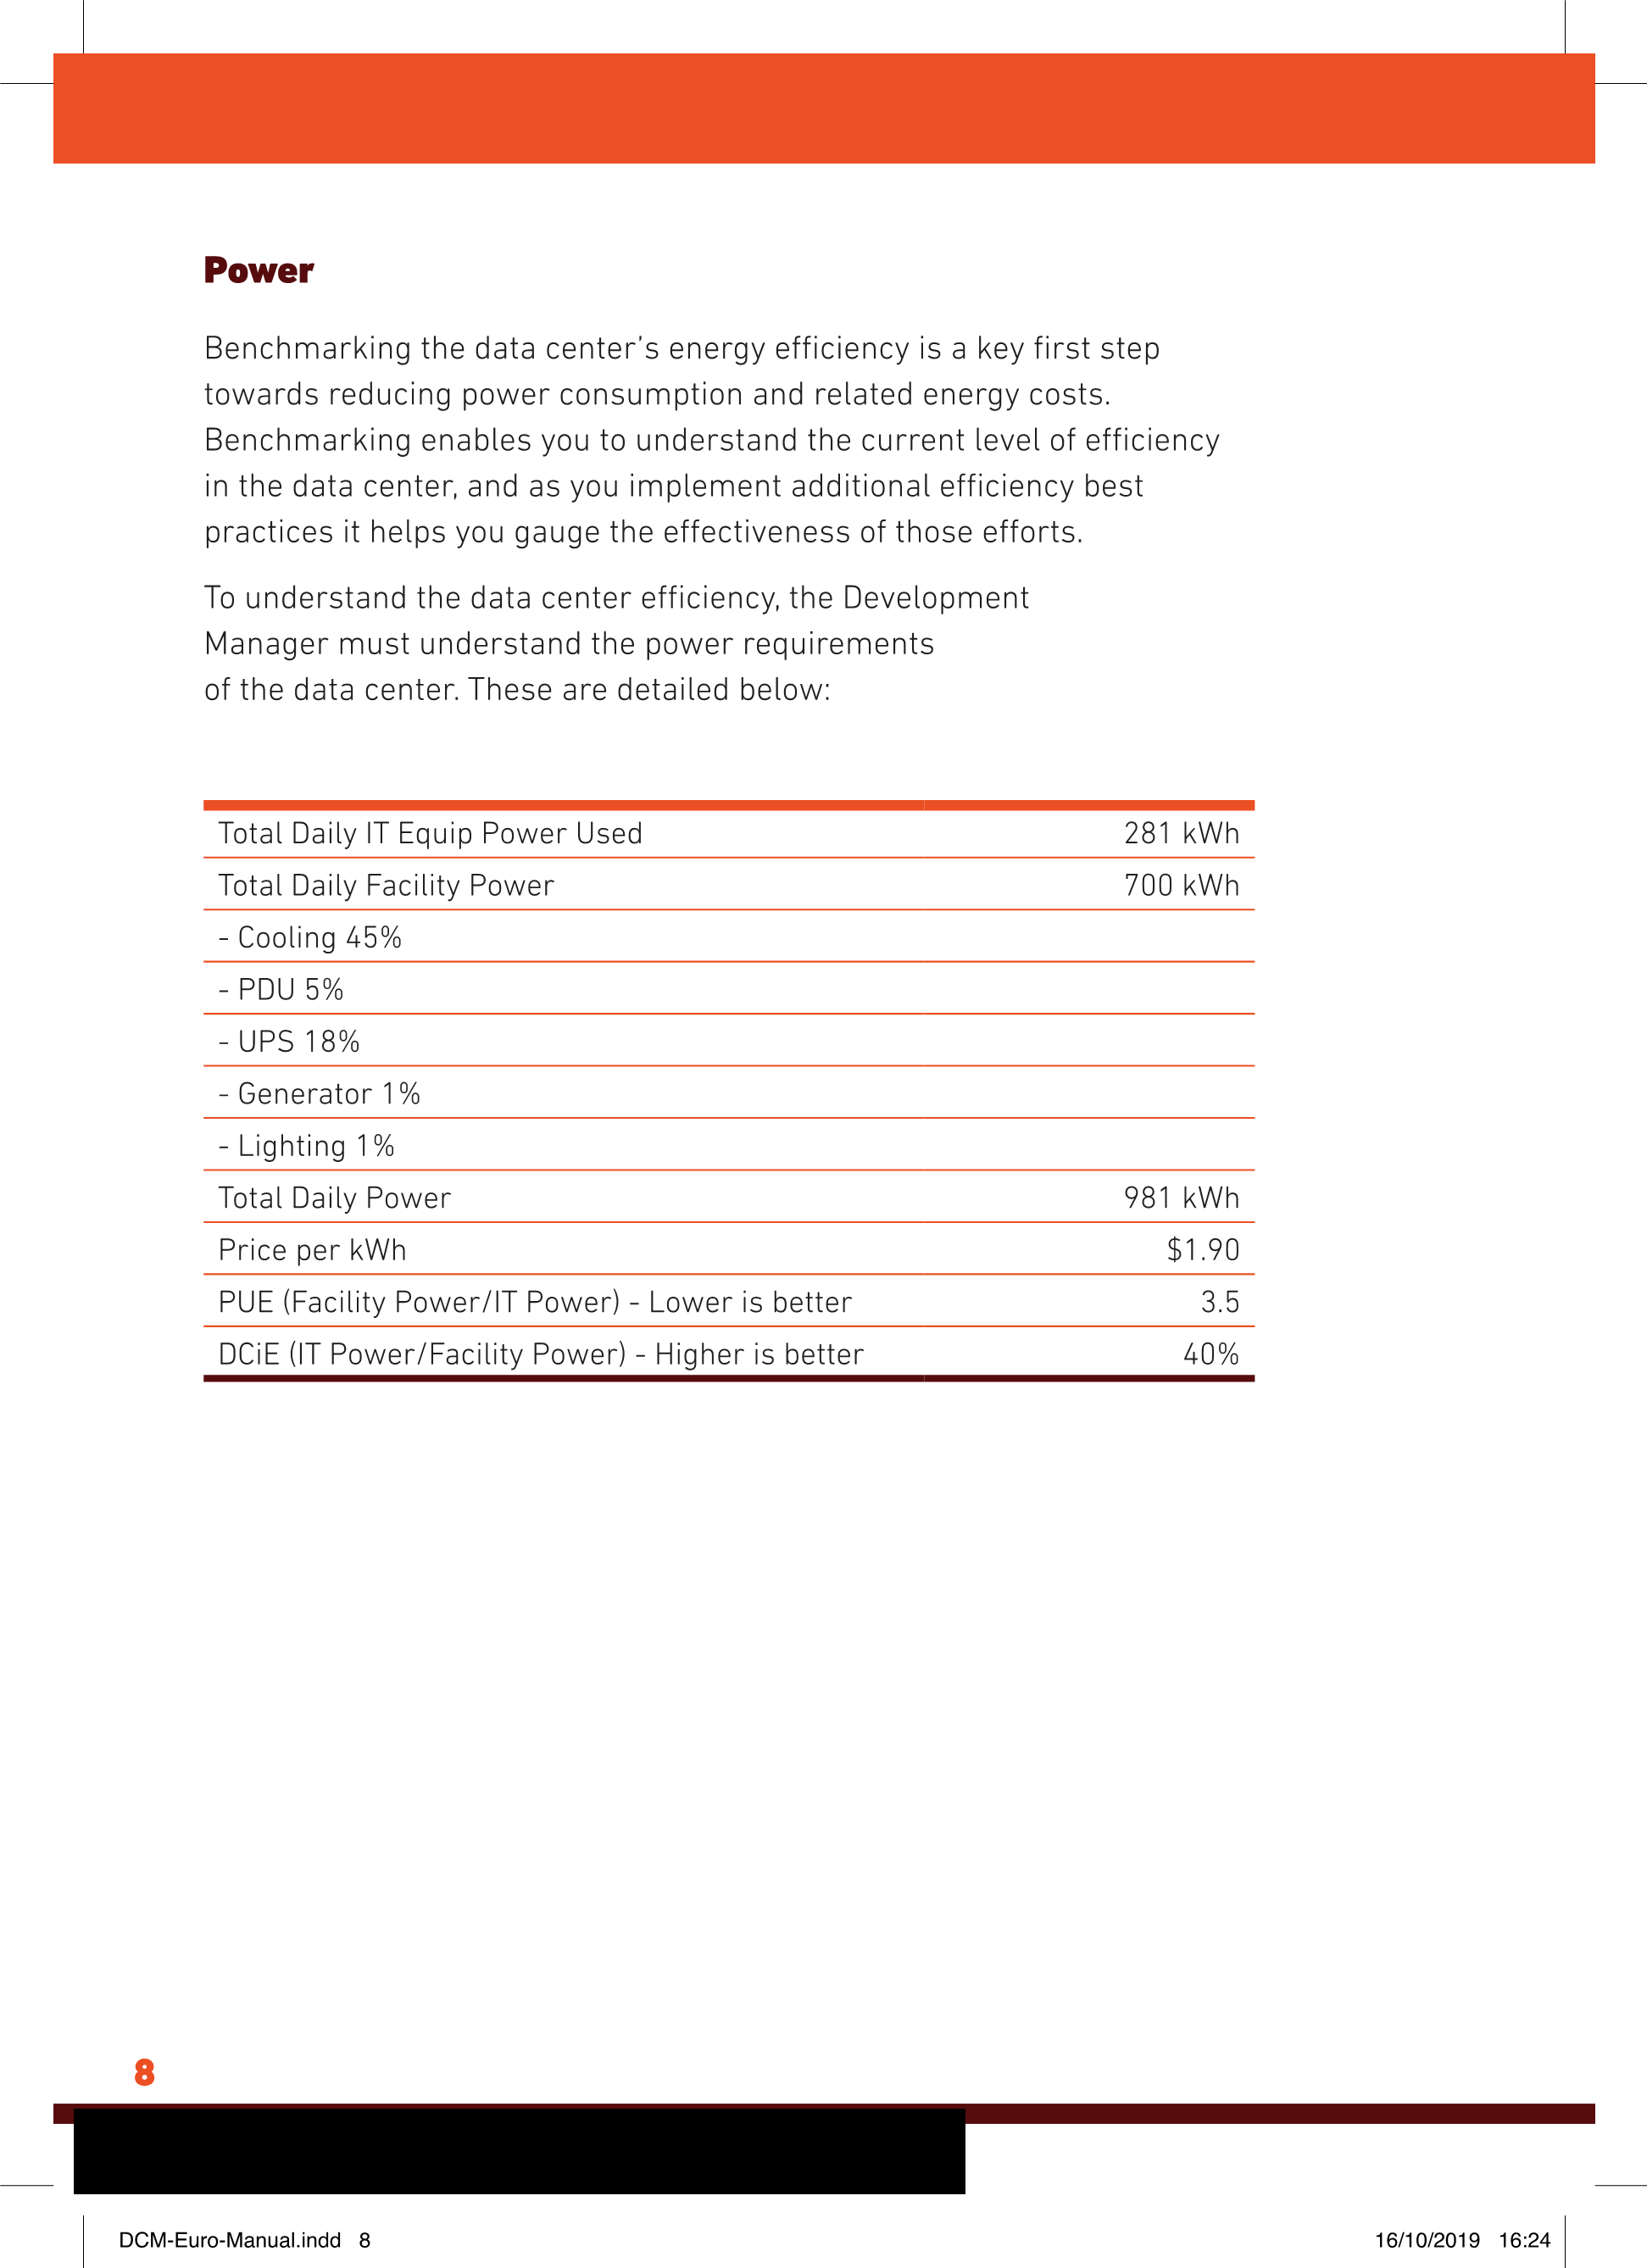 Power
Benchmarking the data center’s energy efficiency is a key first step
towards reducing power consumption and related energy costs.
Benchmarking enables you to understand the current level of efficiency
in the data center, and as you implement additional efficiency best
practices it helps you gauge the effectiveness of those efforts.
To understand the data center efficiency, the Development
Manager must understand the power requirements
of the data center. These are detailed below:
Total Daily IT Equip Power Used 281 kWh
Total Daily Facility Power 700 kWh
- Cooling 45%
- PDU 5%
- UPS 18%
- Generator 1%
- Lighting 1%
Total Daily Power 981 kWh
Price per kWh $1.90
PUE (Facility Power/IT Power) - Lower is better 3.5
DCiE (IT Power/Facility Power) - Higher is better 40%
8
DCM-Euro-Manual.indd 8 16/10/2019 16:24